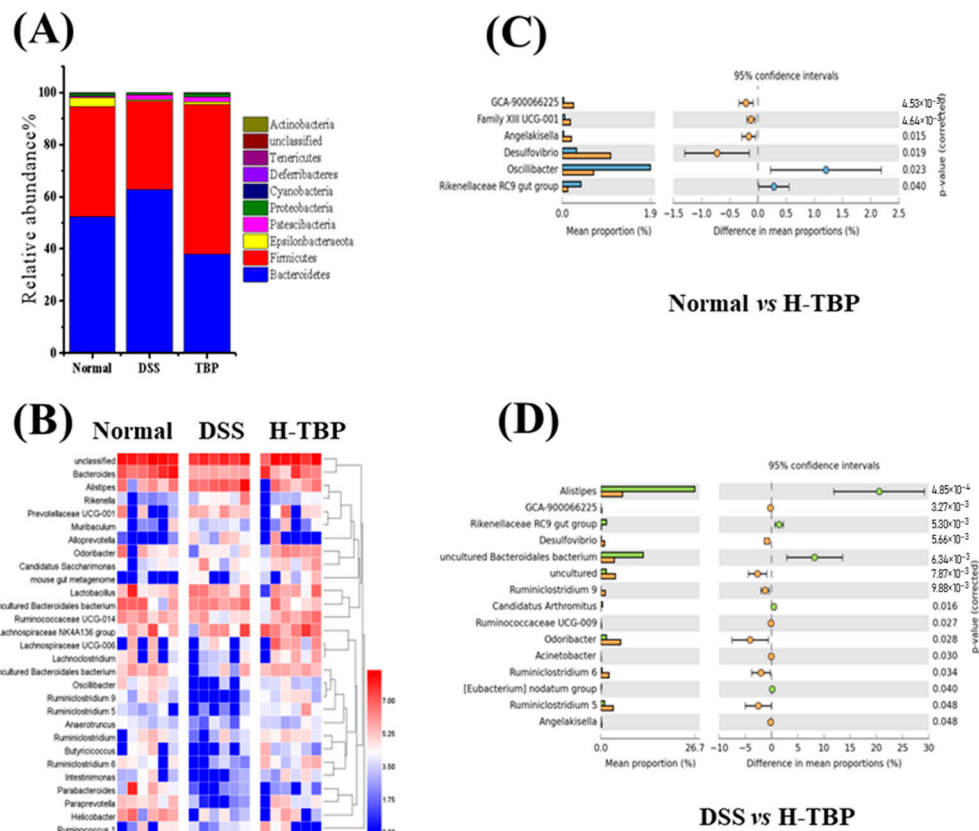 (A)
Relative abundance%
100
80
60
40
20
0
Normal DSS TBP
Actinobacteria
unclassified
Tenericutes
Deferribacteres
Cyanobacteria
Proteobacteria
Patescibacteria
Epsilonbacteraeota
Firmicutes
Bacteroidetes
(C)
95% confidence intervals
GCA-900066225
Family XIII UCG-001
Angelakisella
Desulfovibrio
Oscillibacter
Rikenellaceae RC9 gut group
4.53×10⁻³
4.64×10⁻³
0.015
0.019
0.023
0.040
p-value (corrected)
0.0 1.9
Mean proportion (%)
−1.5 −1.0 −0.5 0.0 0.5 1.0 1.5 2.0 2.5
Difference in mean proportions (%)
Normal vs H-TBP
(B)
Normal DSS H-TBP
unclassified
Bacteroides
Alistipes
Rikenella
Prevotellaceae UCG-001
Muribaculum
Alloprevotella
Odoribacter
Candidatus Saccharimonas
mouse gut metagenome
Lactobacillus
ncultured Bacteroidales bacterium
Ruminococcaceae UCG-014
Lachnospiraceae NK4A136 group
Lachnospiraceae UCG-006
Lachnoclostridium
ncultured Bacteroidales bacterium
Oscillibacter
Ruminiclostridium 9
Ruminiclostridium 5
Anaerotruncus
Ruminiclostridium
Butyricicoccus
Ruminiclostridium 6
Intestinimonas
Parabacteroides
Paraprevotella
Helicobacter
Ruminococcus 1
7.00
5.25
3.50
1.75
0.00
(D)
95% confidence intervals
Alistipes
GCA-900066225
Rikenellaceae RC9 gut group
Desulfovibrio
uncultured Bacteroidales bacterium
uncultured
Ruminiclostridium 9
Candidatus Arthromitus
Ruminococcaceae UCG-009
Odoribacter
Acinetobacter
Ruminiclostridium 6
[Eubacterium] nodatum group
Ruminiclostridium 5
Angelakisella
4.85×10⁻⁴
3.27×10⁻³
5.30×10⁻³
5.66×10⁻³
6.34×10⁻³
7.87×10⁻³
9.88×10⁻³
0.016
0.027
0.028
0.030
0.034
0.040
0.048
0.048
p-value (corrected)
0.0 26.7
Mean proportion (%)
−10 −5 0 5 10 15 20 25 30
Difference in mean proportions (%)
DSS vs H-TBP